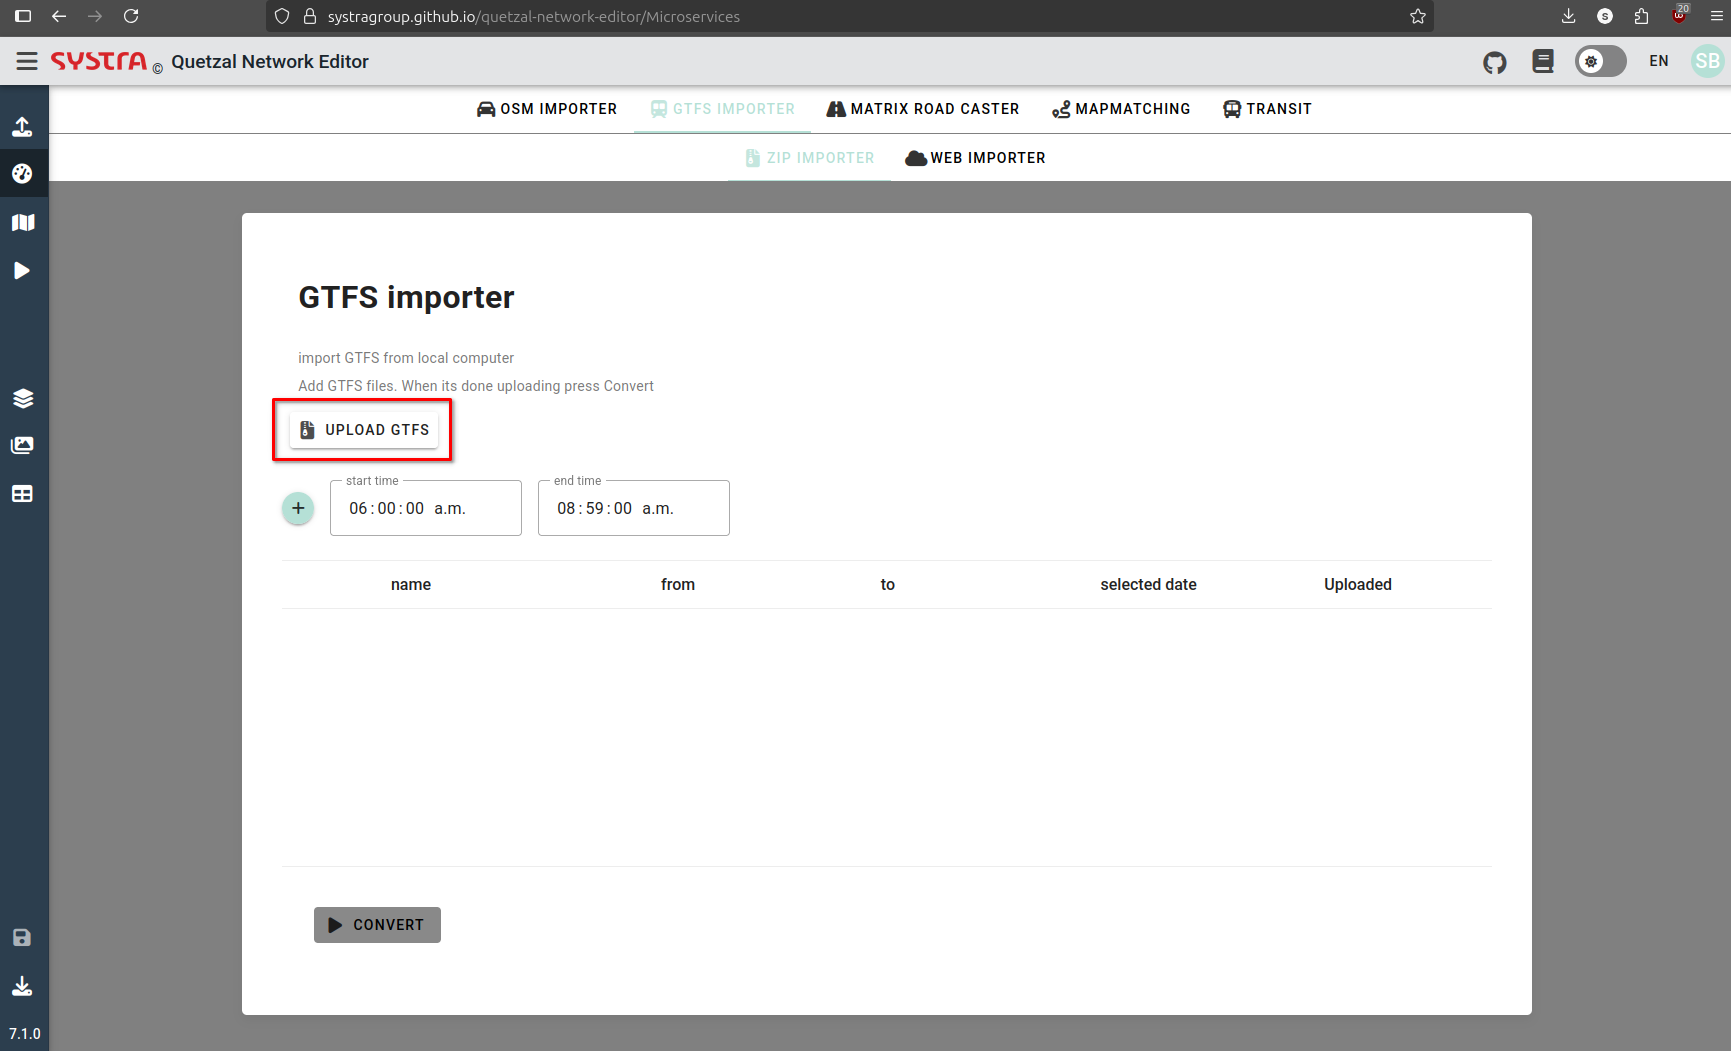 systragroup.github.io/quetzal-network-editor/Microservices
20
S
SYSTRA © Quetzal Network Editor
EN
SB
OSM IMPORTER
GTFS IMPORTER
MATRIX ROAD CASTER
MAPMATCHING
TRANSIT
ZIP IMPORTER
WEB IMPORTER
GTFS importer
import GTFS from local computer
Add GTFS files. When its done uploading press Convert
UPLOAD GTFS
start time
06:00:00 a.m.
end time
08:59:00 a.m.
name from to selected date Uploaded
CONVERT
7.1.0